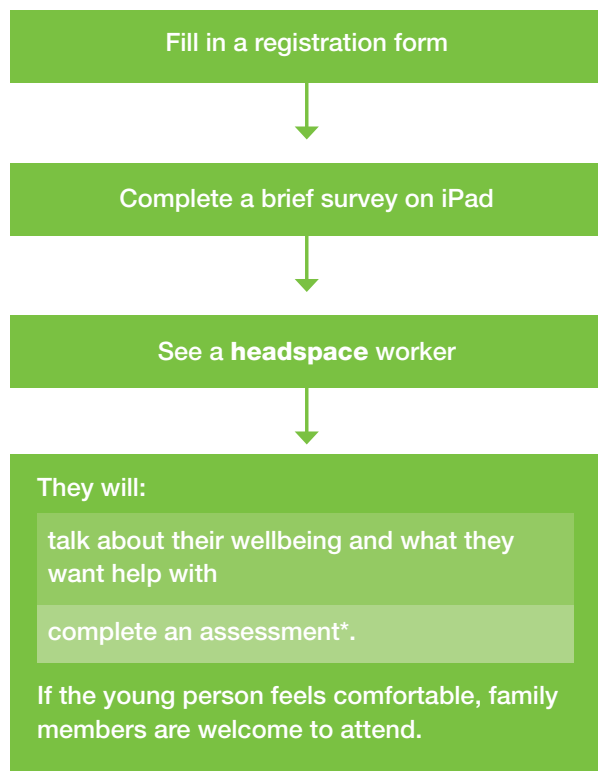 Fill in a registration form
Complete a brief survey on iPad
See a headspace worker
They will:
talk about their wellbeing and what they
want help with
complete an assessment*.
If the young person feels comfortable, family
members are welcome to attend.